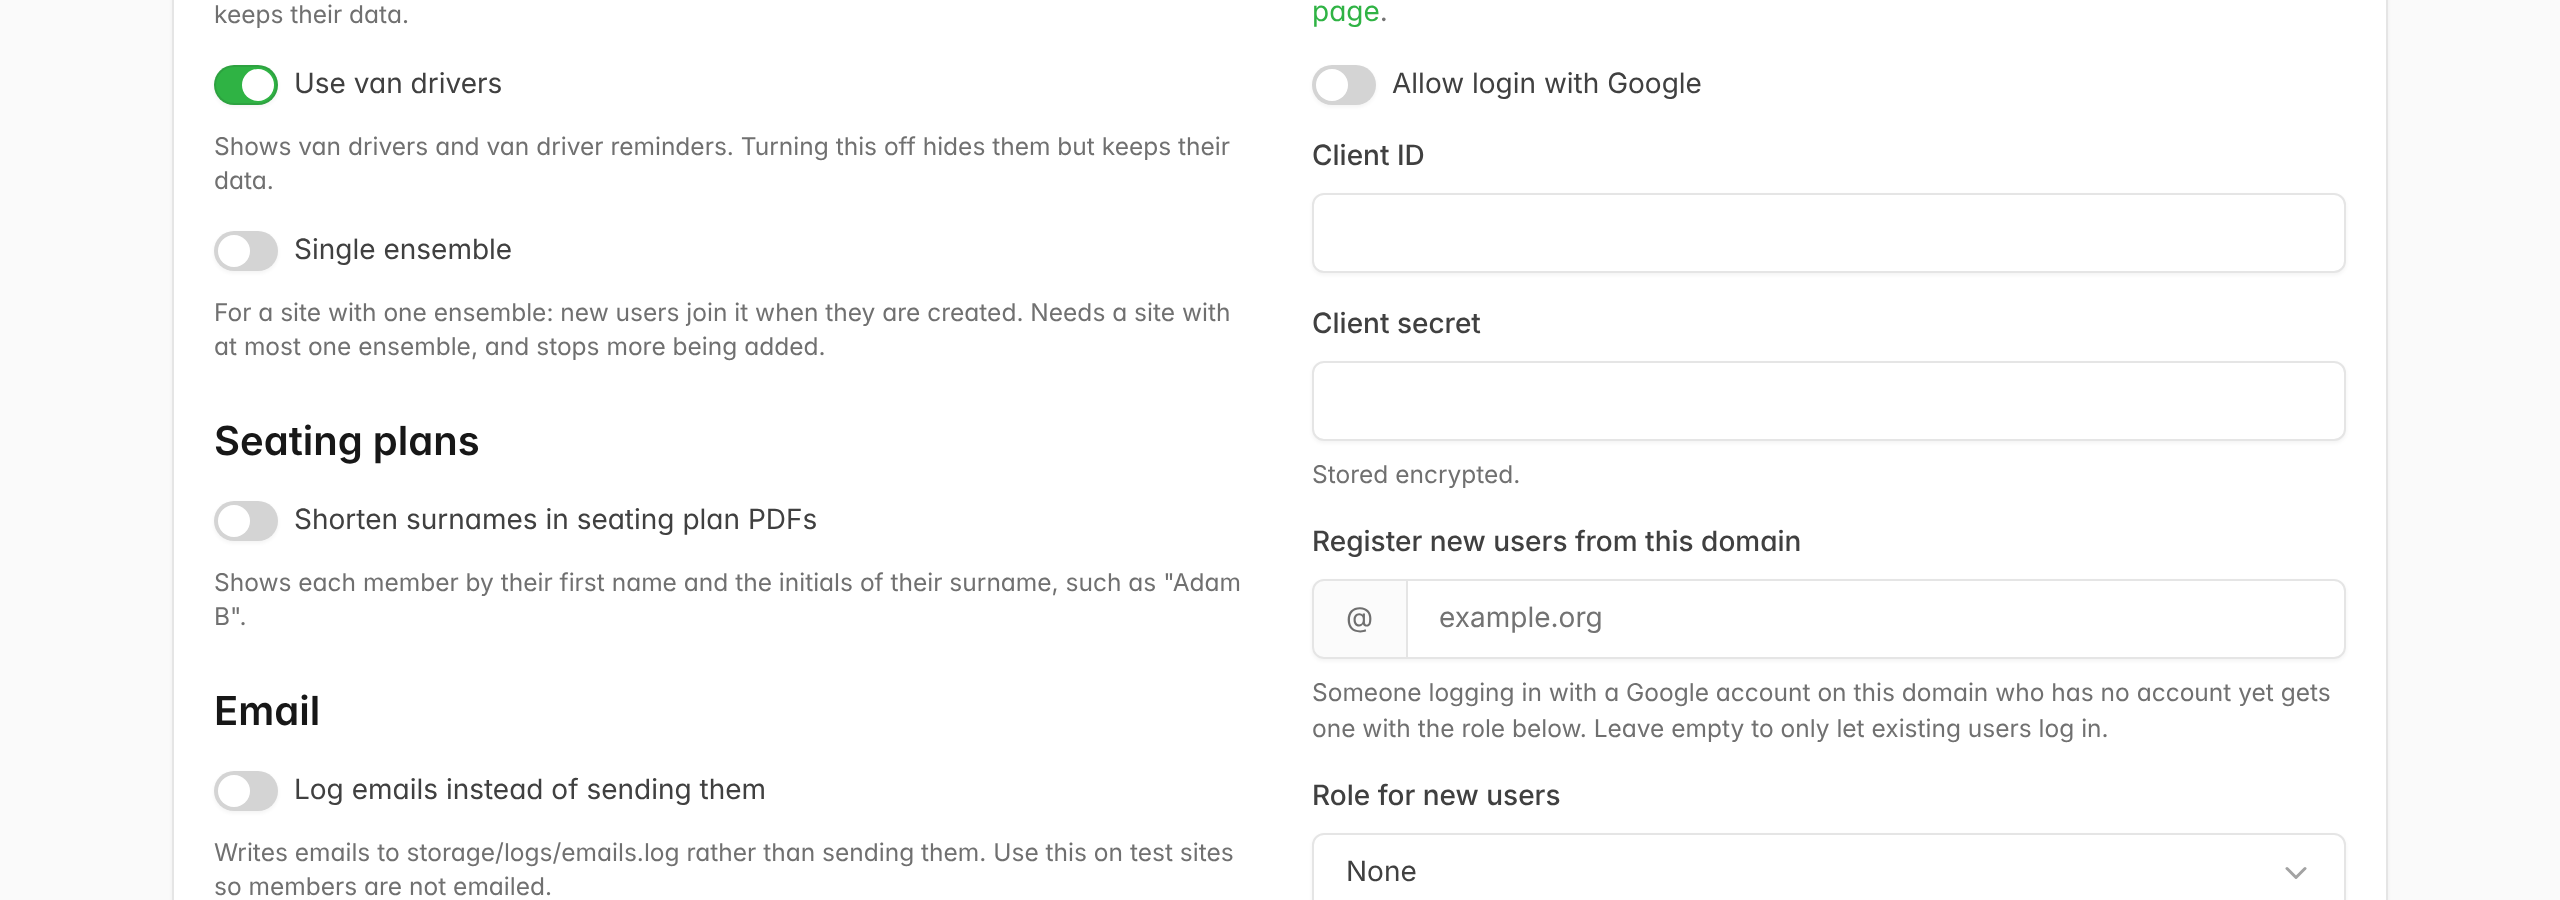 keeps their data.
Use van drivers
Shows van drivers and van driver reminders. Turning this off hides them but keeps their
data.
Single ensemble
For a site with one ensemble: new users join it when they are created. Needs a site with
at most one ensemble, and stops more being added.
Seating plans
Shorten surnames in seating plan PDFs
Shows each member by their first name and the initials of their surname, such as "Adam
B".
Email
Log emails instead of sending them
Writes emails to storage/logs/emails.log rather than sending them. Use this on test sites
so members are not emailed.
page.
Allow login with Google
Client ID
Client secret
Stored encrypted.
Register new users from this domain
@ example.org
Someone logging in with a Google account on this domain who has no account yet gets
one with the role below. Leave empty to only let existing users log in.
Role for new users
None